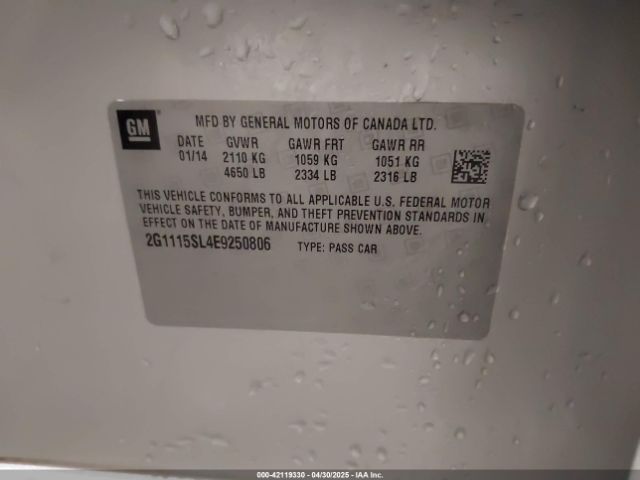 GM
MFD BY GENERAL MOTORS OF CANADA LTD.
DATE GVWR GAWR FRT GAWR RR
01/14 2110 KG 1059 KG 1051 KG
4650 LB 2334 LB 2316 LB
THIS VEHICLE CONFORMS TO ALL APPLICABLE U.S. FEDERAL MOTOR
VEHICLE SAFETY, BUMPER, AND THEFT PREVENTION STANDARDS IN
EFFECT ON THE DATE OF MANUFACTURE SHOWN ABOVE.
2G1115SL4E9250806 TYPE: PASS CAR
000-42119330 - 04/30/2025 - IAA Inc.